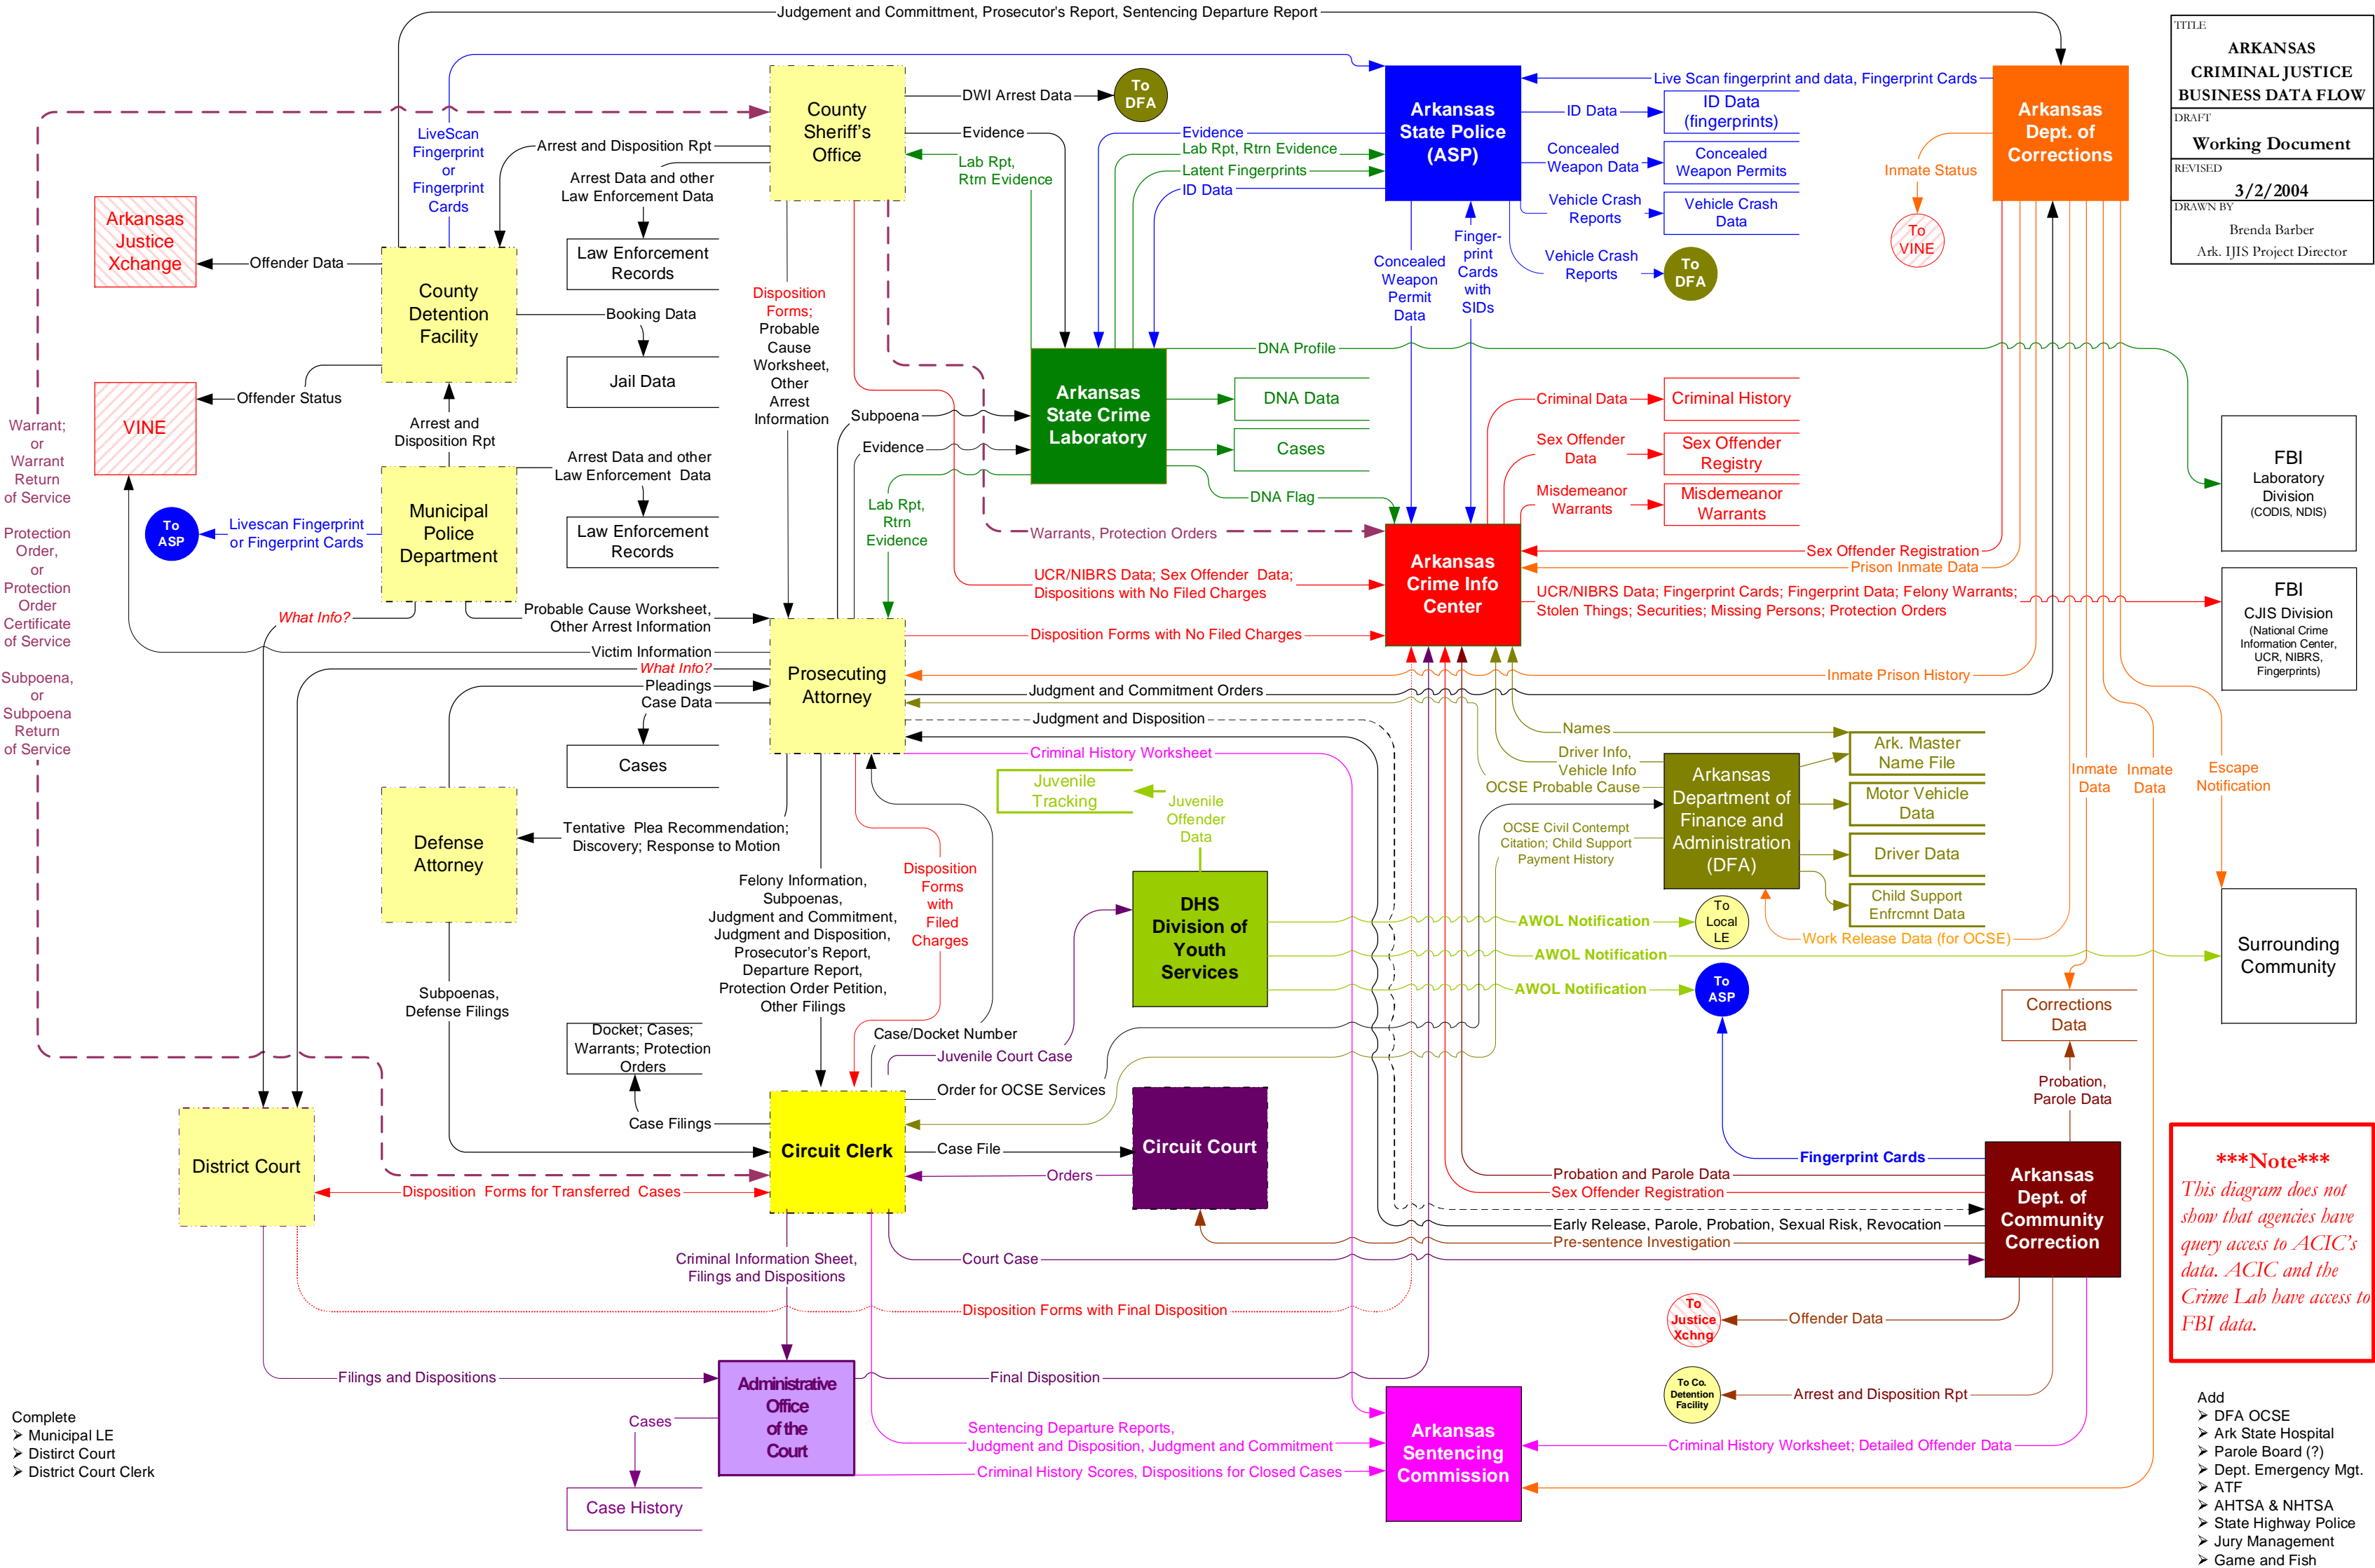 Judgement and Committment, Prosecutor's Report, Sentencing Departure Report
TITLE
ARKANSAS
CRIMINAL JUSTICE
BUSINESS DATA FLOW
DRAFT
Working Document
REVISED
3/2/2004
DRAWN BY
Brenda Barber
Ark. IJIS Project Director
County
Sheriff's
Office
DWI Arrest Data
To
DFA
Evidence
Lab Rpt,
Rtrn Evidence
Arrest and Disposition Rpt
Arrest Data and other
Law Enforcement Data
Law Enforcement
Records
LiveScan
Fingerprint
or
Fingerprint
Cards
Arkansas
State Police
(ASP)
Live Scan fingerprint and data, Fingerprint Cards
ID Data
ID Data
(fingerprints)
Concealed
Weapon Data
Concealed
Weapon Permits
Vehicle Crash
Reports
Vehicle Crash
Data
Vehicle Crash
Reports
To
DFA
Evidence
Lab Rpt, Rtrn Evidence
Latent Fingerprints
ID Data
Concealed
Weapon
Permit
Data
Finger-
print
Cards
with
SIDs
Arkansas
Dept. of
Corrections
Inmate Status
To
VINE
Arkansas
Justice
Xchange
Offender Data
County
Detention
Facility
Booking Data
Jail Data
Offender Status
VINE
Arrest and
Disposition Rpt
Disposition
Forms;
Probable
Cause
Worksheet,
Other
Arrest
Information
Arkansas
State Crime
Laboratory
DNA Profile
DNA Data
Cases
DNA Flag
Subpoena
Evidence
Lab Rpt,
Rtrn
Evidence
Criminal Data
Criminal History
Sex Offender
Data
Sex Offender
Registry
Misdemeanor
Warrants
Misdemeanor
Warrants
FBI
Laboratory
Division
(CODIS, NDIS)
Warrant;
or
Warrant
Return
of Service
Protection
Order,
or
Protection
Order
Certificate
of Service
Subpoena,
or
Subpoena
Return
of Service
To
ASP
Livescan Fingerprint
or Fingerprint Cards
Municipal
Police
Department
Arrest Data and other
Law Enforcement  Data
Law Enforcement
Records
Warrants, Protection Orders
Arkansas
Crime Info
Center
Sex Offender Registration
Prison Inmate Data
UCR/NIBRS Data; Sex Offender  Data;
Dispositions with No Filed Charges
UCR/NIBRS Data; Fingerprint Cards; Fingerprint Data; Felony Warrants;
Stolen Things; Securities; Missing Persons; Protection Orders
FBI
CJIS Division
(National Crime
Information Center,
UCR, NIBRS,
Fingerprints)
What Info?
Probable Cause Worksheet,
Other Arrest Information
Victim Information
What Info?
Pleadings
Case Data
Cases
Prosecuting
Attorney
Disposition Forms with No Filed Charges
Inmate Prison History
Judgment and Commitment Orders
Judgment and Disposition
Criminal History Worksheet
Names
Driver Info,
Vehicle Info
OCSE Probable Cause
Arkansas
Department of
Finance and
Administration
(DFA)
Ark. Master
Name File
Motor Vehicle
Data
Driver Data
Child Support
Enfrcmnt Data
OCSE Civil Contempt
Citation; Child Support
Payment History
Inmate
Data
Inmate
Data
Escape
Notification
Juvenile
Tracking
Juvenile
Offender
Data
Defense
Attorney
Tentative  Plea Recommendation;
Discovery; Response to Motion
Felony Information,
Subpoenas,
Judgment and Commitment,
Judgment and Disposition,
Prosecutor's Report,
Departure Report,
Protection Order Petition,
Other Filings
Disposition
Forms
with
Filed
Charges
DHS
Division of
Youth
Services
AWOL Notification
To
Local
LE
AWOL Notification
AWOL Notification
To
ASP
Work Release Data (for OCSE)
Surrounding
Community
Corrections
Data
Subpoenas,
Defense Filings
Docket; Cases;
Warrants; Protection
Orders
Case/Docket Number
Juvenile Court Case
Order for OCSE Services
Case Filings
Circuit Clerk
Case File
Orders
Circuit Court
District Court
Disposition  Forms for Transferred  Cases
Probation,
Parole Data
Fingerprint Cards
Probation and Parole Data
Sex Offender Registration
Early Release, Parole, Probation, Sexual Risk, Revocation
Pre-sentence Investigation
Arkansas
Dept. of
Community
Correction
***Note***
This diagram does not
show that agencies have
query access to ACIC's
data. ACIC and the
Crime Lab have access to
FBI data.
Criminal Information Sheet,
Filings and Dispositions
Court Case
Disposition Forms with Final Disposition
To
Justice
Xchng
Offender Data
To Co.
Detention
Facility
Arrest and Disposition Rpt
Filings and Dispositions
Administrative
Office
of the
Court
Final Disposition
Cases
Case History
Sentencing Departure Reports,
Judgment and Disposition, Judgment and Commitment
Criminal History Scores, Dispositions for Closed Cases
Arkansas
Sentencing
Commission
Criminal History Worksheet; Detailed Offender Data
Complete
➢ Municipal LE
➢ Distirct Court
➢ District Court Clerk
Add
➢ DFA OCSE
➢ Ark State Hospital
➢ Parole Board (?)
➢ Dept. Emergency Mgt.
➢ ATF
➢ AHTSA & NHTSA
➢ State Highway Police
➢ Jury Management
➢ Game and Fish